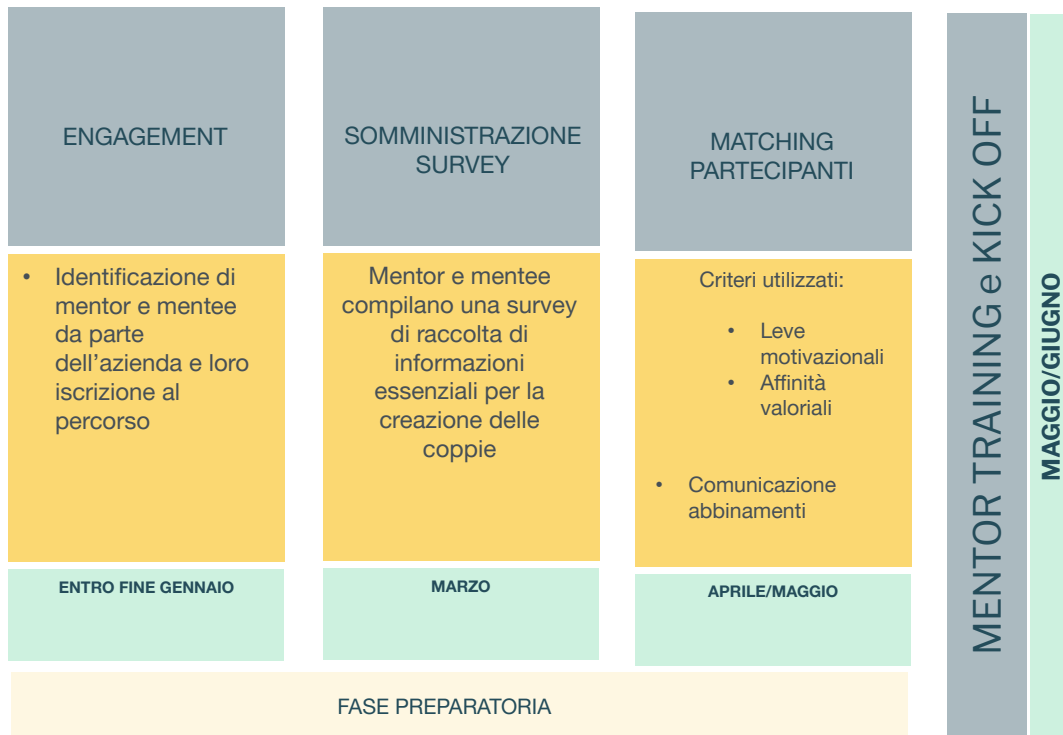 ENGAGEMENT
• Identificazione di
mentor e mentee
da parte
dell’azienda e loro
iscrizione al
percorso
ENTRO FINE GENNAIO
SOMMINISTRAZIONE
SURVEY
Mentor e mentee
compilano una survey
di raccolta di
informazioni
essenziali per la
creazione delle
coppie
MARZO
MATCHING
PARTECIPANTI
Criteri utilizzati:
• Leve
motivazionali
• Affinità
valoriali
• Comunicazione
abbinamenti
APRILE/MAGGIO
FASE PREPARATORIA
MENTOR TRAINING e KICK OFF
MAGGIO/GIUGNO